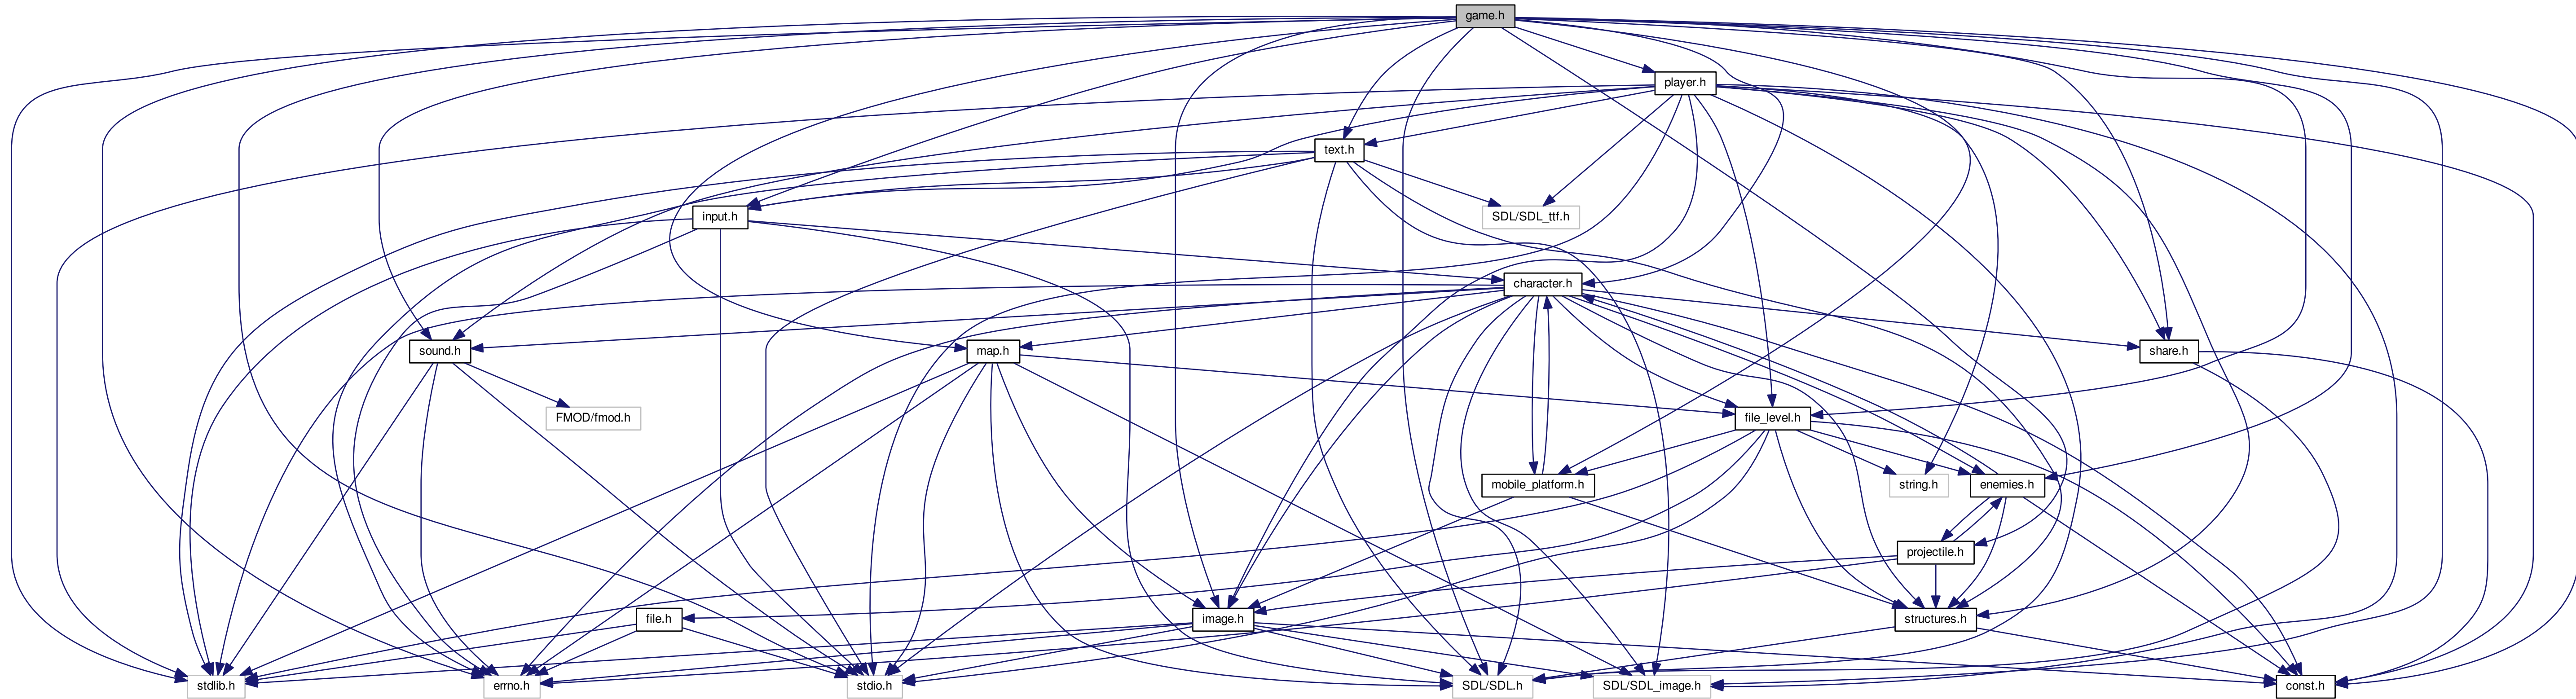 game.h
player.h
text.h
input.h
SDL/SDL_ttf.h
character.h
sound.h
map.h
share.h
FMOD/fmod.h
file_level.h
mobile_platform.h
string.h
enemies.h
projectile.h
file.h
image.h
structures.h
stdlib.h
errno.h
stdio.h
SDL/SDL.h
SDL/SDL_image.h
const.h